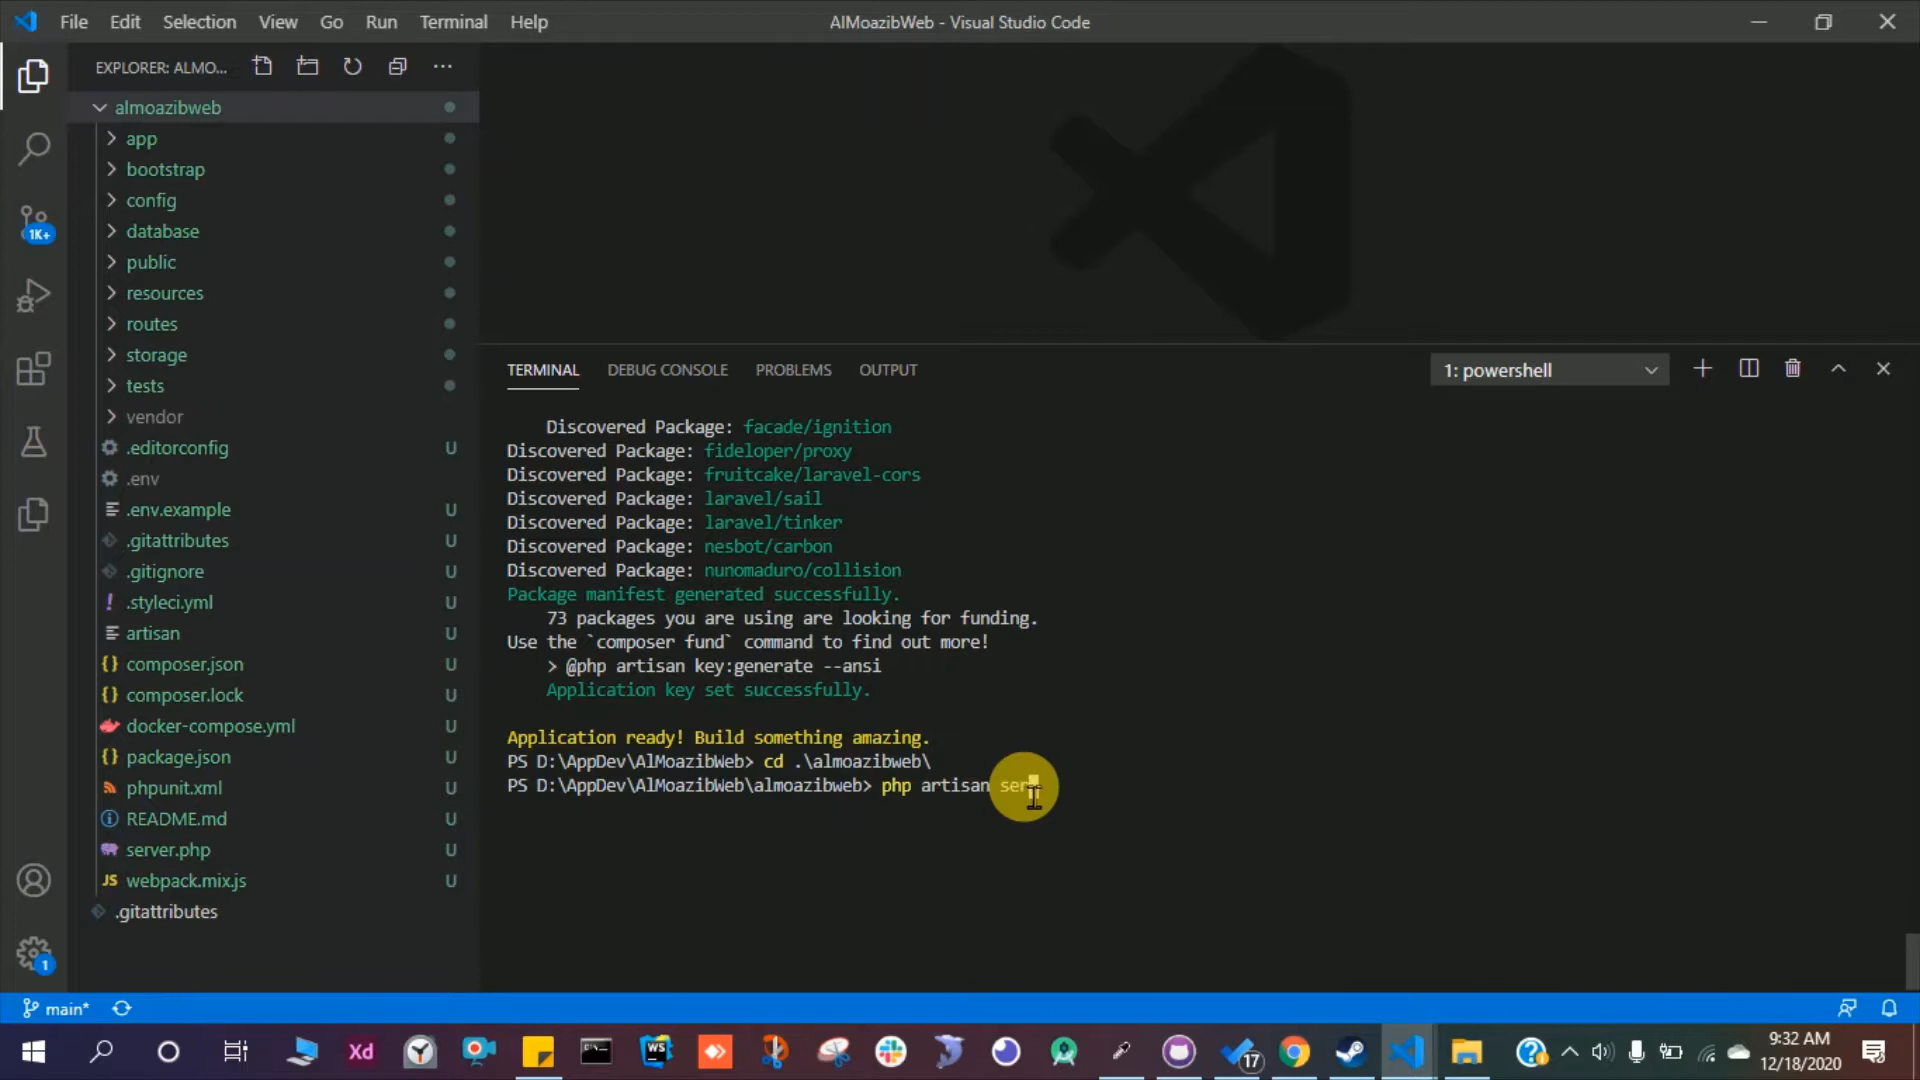 File Edit Selection View Go Run Terminal Help
AlMoazibWeb - Visual Studio Code
EXPLORER: ALMO... ...
almoazibweb
app
bootstrap
config
database
public
resources
routes
storage
tests
vendor
.editorconfig U
.env
.env.example U
.gitattributes U
.gitignore U
.styleci.yml U
artisan U
composer.json U
composer.lock U
docker-compose.yml U
package.json U
phpunit.xml U
README.md U
server.php U
JS webpack.mix.js U
.gitattributes
1K+
1
TERMINAL DEBUG CONSOLE PROBLEMS OUTPUT
1: powershell
Discovered Package: facade/ignition
Discovered Package: fideloper/proxy
Discovered Package: fruitcake/laravel-cors
Discovered Package: laravel/sail
Discovered Package: laravel/tinker
Discovered Package: nesbot/carbon
Discovered Package: nunomaduro/collision
Package manifest generated successfully.
73 packages you are using are looking for funding.
Use the `composer fund` command to find out more!
> @php artisan key:generate --ansi
Application key set successfully.
Application ready! Build something amazing.
PS D:\AppDev\AlMoazibWeb> cd .\almoazibweb\
PS D:\AppDev\AlMoazibWeb\almoazibweb> php artisan ser
main*
Xd
WS
17
9:32 AM
12/18/2020